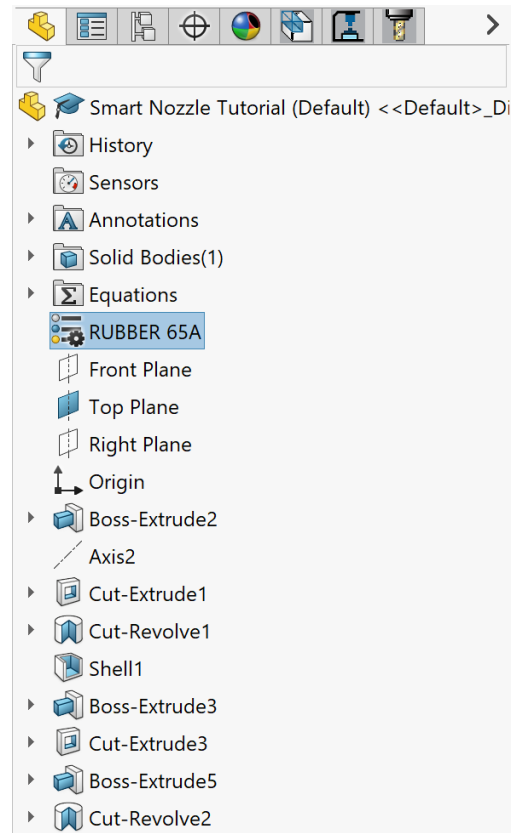 Smart Nozzle Tutorial (Default) <<Default>_Di
History
Sensors
Annotations
Solid Bodies(1)
Equations
RUBBER 65A
Front Plane
Top Plane
Right Plane
Origin
Boss-Extrude2
Axis2
Cut-Extrude1
Cut-Revolve1
Shell1
Boss-Extrude3
Cut-Extrude3
Boss-Extrude5
Cut-Revolve2